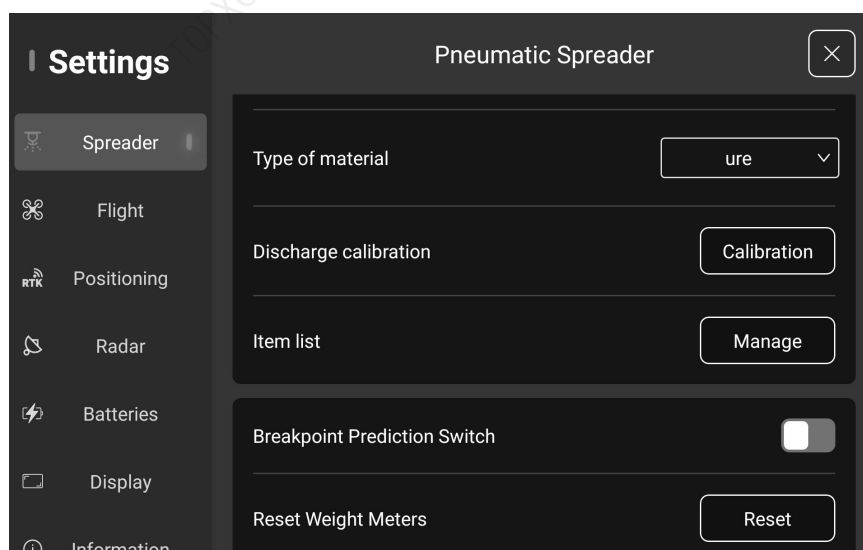 Settings
Pneumatic Spreader
Spreader
Flight
RTK Positioning
Radar
Batteries
Display
Information
Type of material
ure
Discharge calibration
Calibration
Item list
Manage
Breakpoint Prediction Switch
Reset Weight Meters
Reset